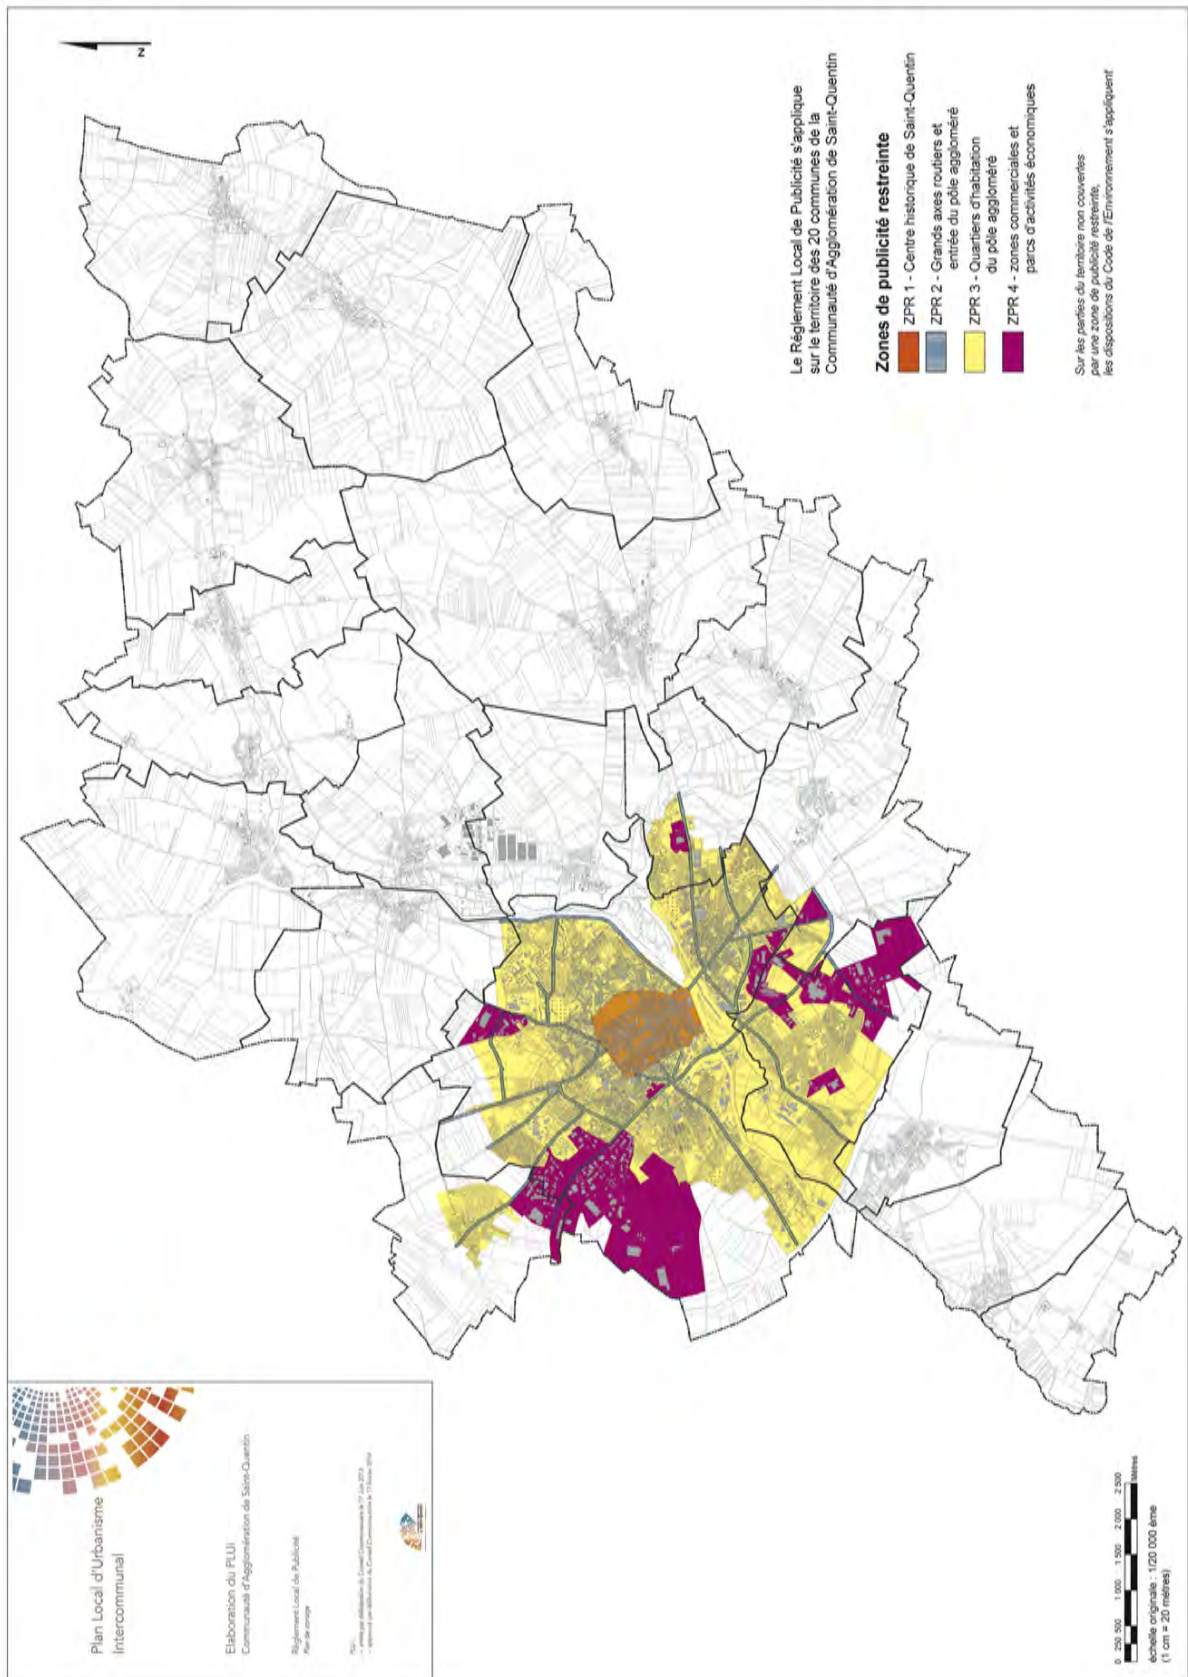 Plan Local d'Urbanisme
Intercommunal
Elaboration du PLUi
Communauté d'Agglomération de Saint-Quentin
Règlement Local de Publicité
Plan de zonage
Z
Le Règlement Local de Publicité s'applique
sur le territoire des 20 communes de la
Communauté d'Agglomération de Saint-Quentin
Zones de publicité restreinte
ZPR 1 - Centre historique de Saint-Quentin
ZPR 2 - Grands axes routiers et
entrée du pôle aggloméré
ZPR 3 - Quartiers d'habitation
du pôle aggloméré
ZPR 4 - zones commerciales et
parcs d'activités économiques
Sur les parties du territoire non couvertes
par une zone de publicité restreinte,
les dispositions du Code de l'Environnement s'appliquent
0 250 500 1 000 1 500 2 000 2 500
Mètres
échelle originale : 1/20 000 ème
(1 cm = 20 mètres)